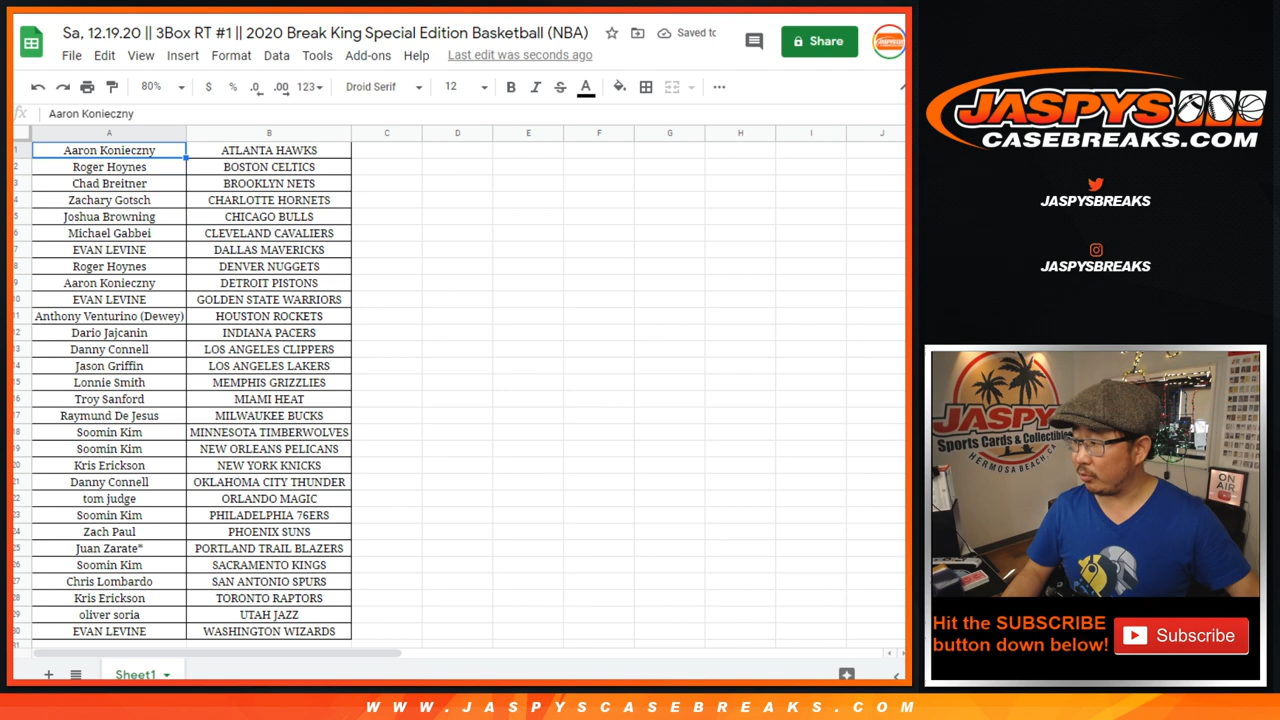 Sa, 12.19.20 || 3Box RT #1 || 2020 Break King Special Edition Basketball (NBA) Saved to Share
File Edit View Insert Format Data Tools Add-ons Help Last edit was seconds ago
80% $ % .0 .00 123 Droid Serif 12 B I S A
fx Aaron Konieczny
A B C D E F G H I J
1 Aaron Konieczny ATLANTA HAWKS
2 Roger Hoynes BOSTON CELTICS
3 Chad Breitner BROOKLYN NETS
4 Zachary Gotsch CHARLOTTE HORNETS
5 Joshua Browning CHICAGO BULLS
6 Michael Gabbei CLEVELAND CAVALIERS
7 EVAN LEVINE DALLAS MAVERICKS
8 Roger Hoynes DENVER NUGGETS
9 Aaron Konieczny DETROIT PISTONS
10 EVAN LEVINE GOLDEN STATE WARRIORS
11 Anthony Venturino (Dewey) HOUSTON ROCKETS
12 Dario Jajcanin INDIANA PACERS
13 Danny Connell LOS ANGELES CLIPPERS
14 Jason Griffin LOS ANGELES LAKERS
15 Lonnie Smith MEMPHIS GRIZZLIES
16 Troy Sanford MIAMI HEAT
17 Raymund De Jesus MILWAUKEE BUCKS
18 Soomin Kim MINNESOTA TIMBERWOLVES
19 Soomin Kim NEW ORLEANS PELICANS
20 Kris Erickson NEW YORK KNICKS
21 Danny Connell OKLAHOMA CITY THUNDER
22 tom judge ORLANDO MAGIC
23 Soomin Kim PHILADELPHIA 76ERS
24 Zach Paul PHOENIX SUNS
25 Juan Zarate* PORTLAND TRAIL BLAZERS
26 Soomin Kim SACRAMENTO KINGS
27 Chris Lombardo SAN ANTONIO SPURS
28 Kris Erickson TORONTO RAPTORS
29 oliver soria UTAH JAZZ
30 EVAN LEVINE WASHINGTON WIZARDS
31
Sheet1
JASPYS
CASEBREAKS.COM
JASPYSBREAKS
JASPYSBREAKS
JASPY
Sports Cards & Collectibles
HERMOSA BEACH, CA
ON
AIR
Hit the SUBSCRIBE
button down below!
Subscribe
WWW.JASPYSCASEBREAKS.COM